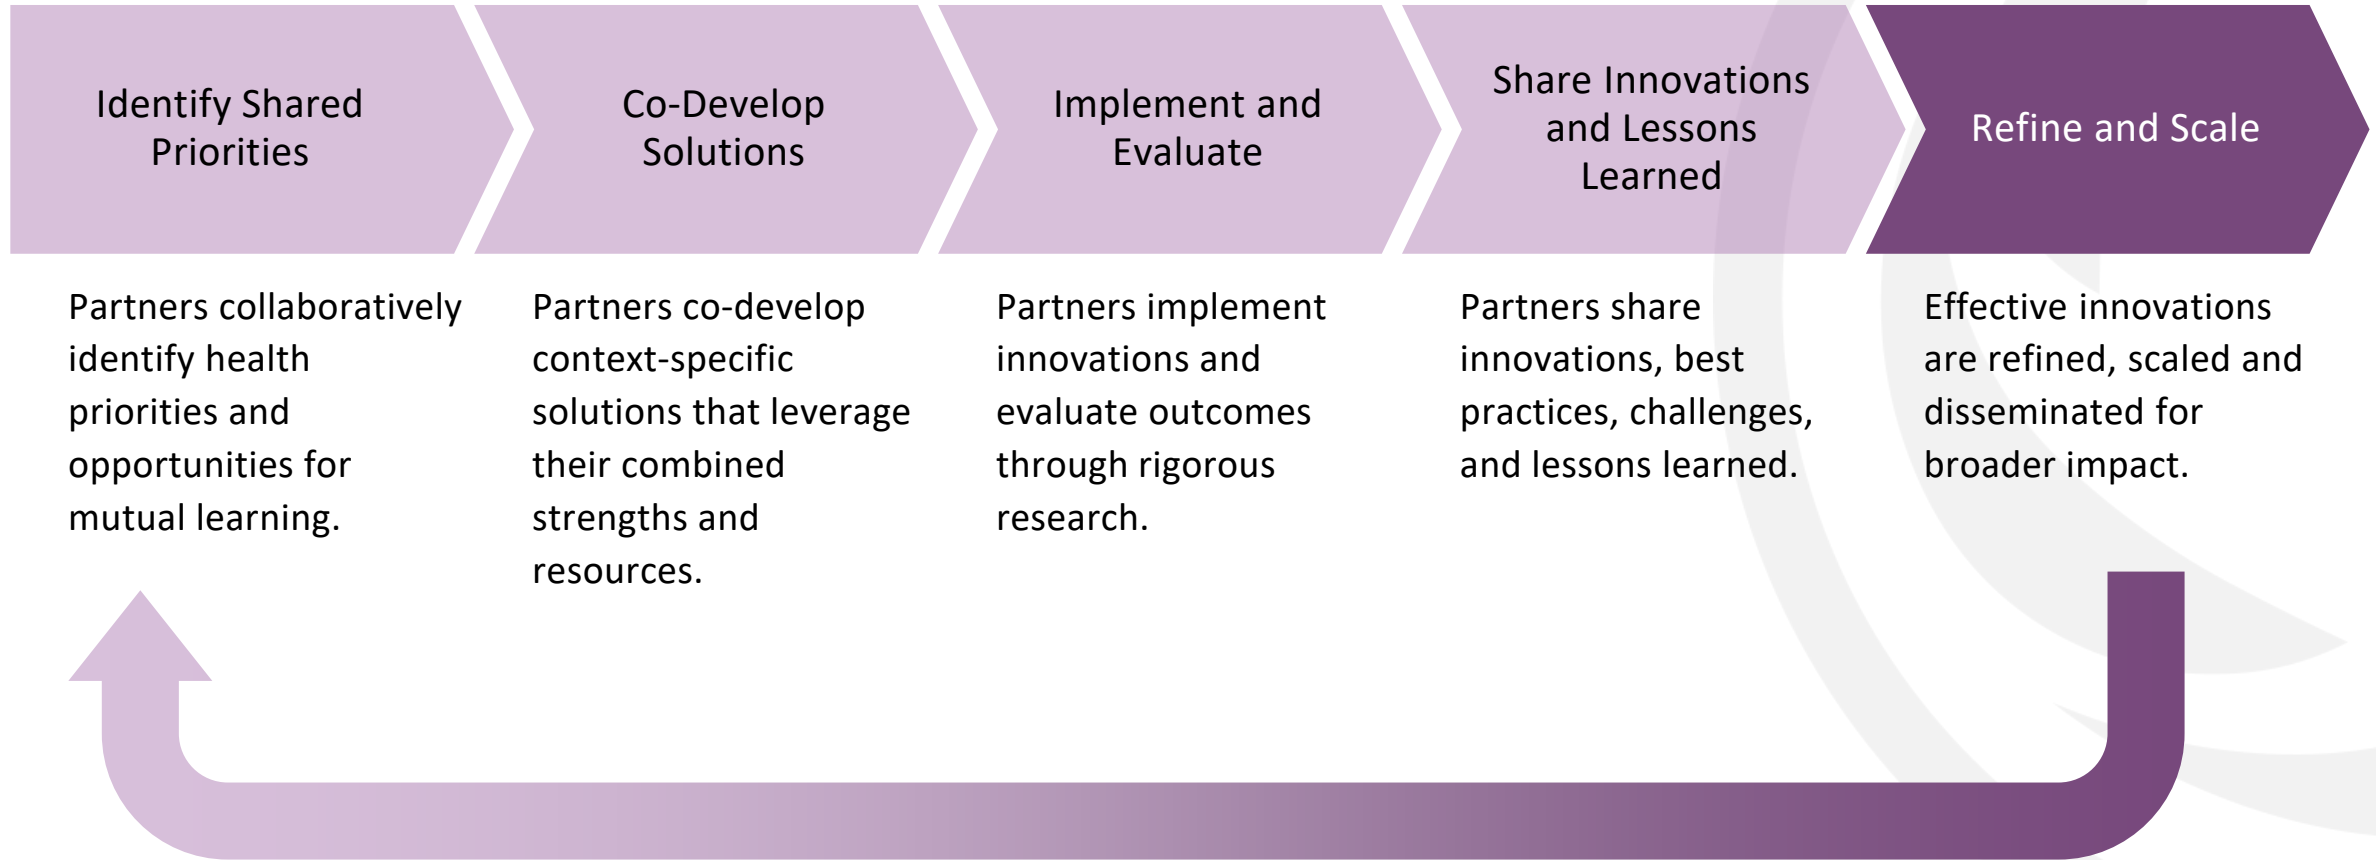 Identify Shared
Priorities
Co-Develop
Solutions
Implement and
Evaluate
Share Innovations
and Lessons
Learned
Refine and Scale
Partners collaboratively
identify health
priorities and
opportunities for
mutual learning.
Partners co-develop
context-specific
solutions that leverage
their combined
strengths and
resources.
Partners implement
innovations and
evaluate outcomes
through rigorous
research.
Partners share
innovations, best
practices, challenges,
and lessons learned.
Effective innovations
are refined, scaled and
disseminated for
broader impact.